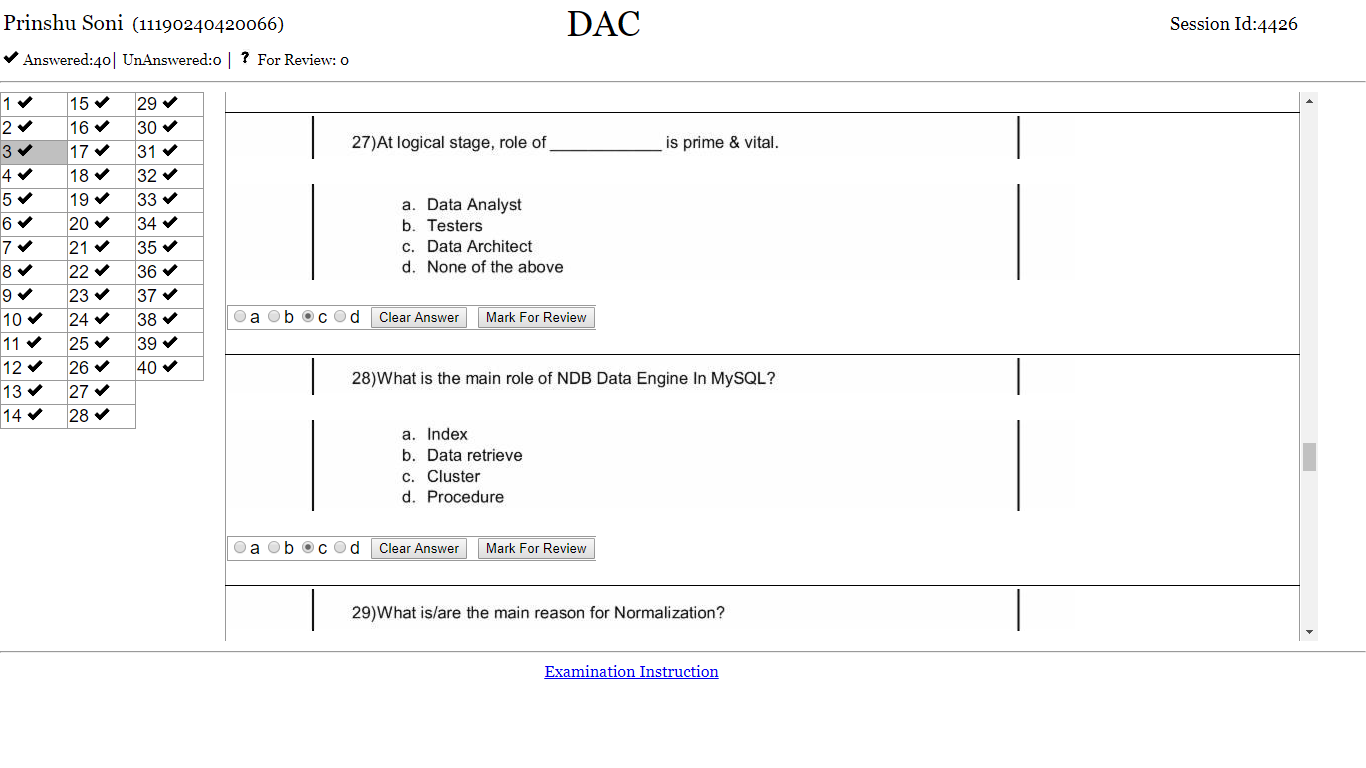 Prinshu Soni (11190240420066)
DAC
Session Id:4426
Answered:40| UnAnswered:0 | ? For Review: 0
1 ✔ 15 ✔ 29 ✔
2 ✔ 16 ✔ 30 ✔
3 ✔ 17 ✔ 31 ✔
4 ✔ 18 ✔ 32 ✔
5 ✔ 19 ✔ 33 ✔
6 ✔ 20 ✔ 34 ✔
7 ✔ 21 ✔ 35 ✔
8 ✔ 22 ✔ 36 ✔
9 ✔ 23 ✔ 37 ✔
10 ✔ 24 ✔ 38 ✔
11 ✔ 25 ✔ 39 ✔
12 ✔ 26 ✔ 40 ✔
13 ✔ 27 ✔
14 ✔ 28 ✔
27)At logical stage, role of ____________ is prime & vital.
a. Data Analyst
b. Testers
c. Data Architect
d. None of the above
a b c d Clear Answer Mark For Review
28)What is the main role of NDB Data Engine In MySQL?
a. Index
b. Data retrieve
c. Cluster
d. Procedure
a b c d Clear Answer Mark For Review
29)What is/are the main reason for Normalization?
Examination Instruction